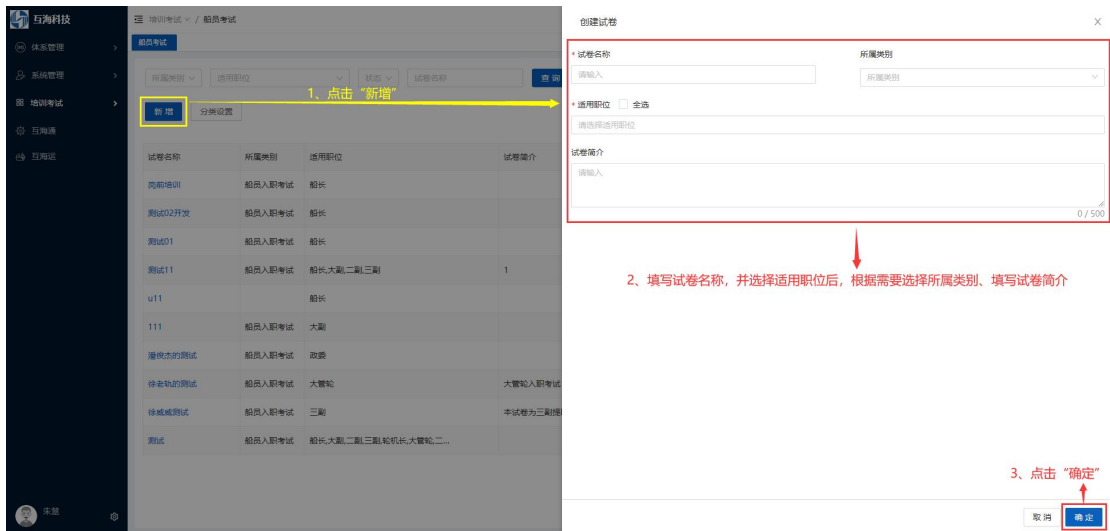 互海科技
体系管理
系统管理
培训考试
互海通
互海运
朱慧
培训考试 / 船员考试
船员考试
所属类别 适用职位 状态 试卷名称 查 询
1、点击“新增”
新 增 分类设置
试卷名称 所属类别 适用职位 试卷简介
岗前培训 船员入职考试 船长
测试02开发 船员入职考试 船长
测试01 船员入职考试 船长
测试11 船员入职考试 船长,大副,二副,三副 1
u11 船长
111 船员入职考试 大副
潘俊杰的测试 船员入职考试 政委
徐老轨的测试 船员入职考试 大管轮 大管轮入职考试
徐威威测试 船员入职考试 三副 本试卷为三副提
测试 船员入职考试 船长,大副,二副,三副,轮机长,大管轮,二...
创建试卷
* 试卷名称 所属类别
请输入 所属类别
* 适用职位 全选
请选择适用职位
试卷简介
请输入
0 / 500
2、填写试卷名称，并选择适用职位后，根据需要选择所属类别、填写试卷简介
3、点击“确定”
取 消 确 定